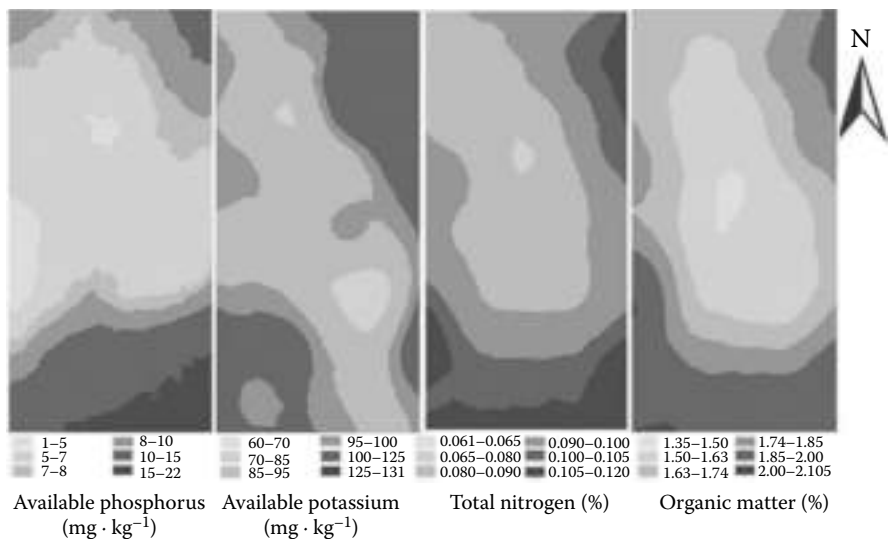 N
1–5 8–10
5–7 10–15
7–8 15–22
60–70 95–100
70–85 100–125
85–95 125–131
0.061–0.065 0.090–0.100
0.065–0.080 0.100–0.105
0.080–0.090 0.105–0.120
1.35–1.50 1.74–1.85
1.50–1.63 1.85–2.00
1.63–1.74 2.00–2.105
Available phosphorus
(mg · kg⁻¹)
Available potassium
(mg · kg⁻¹)
Total nitrogen (%)
Organic matter (%)